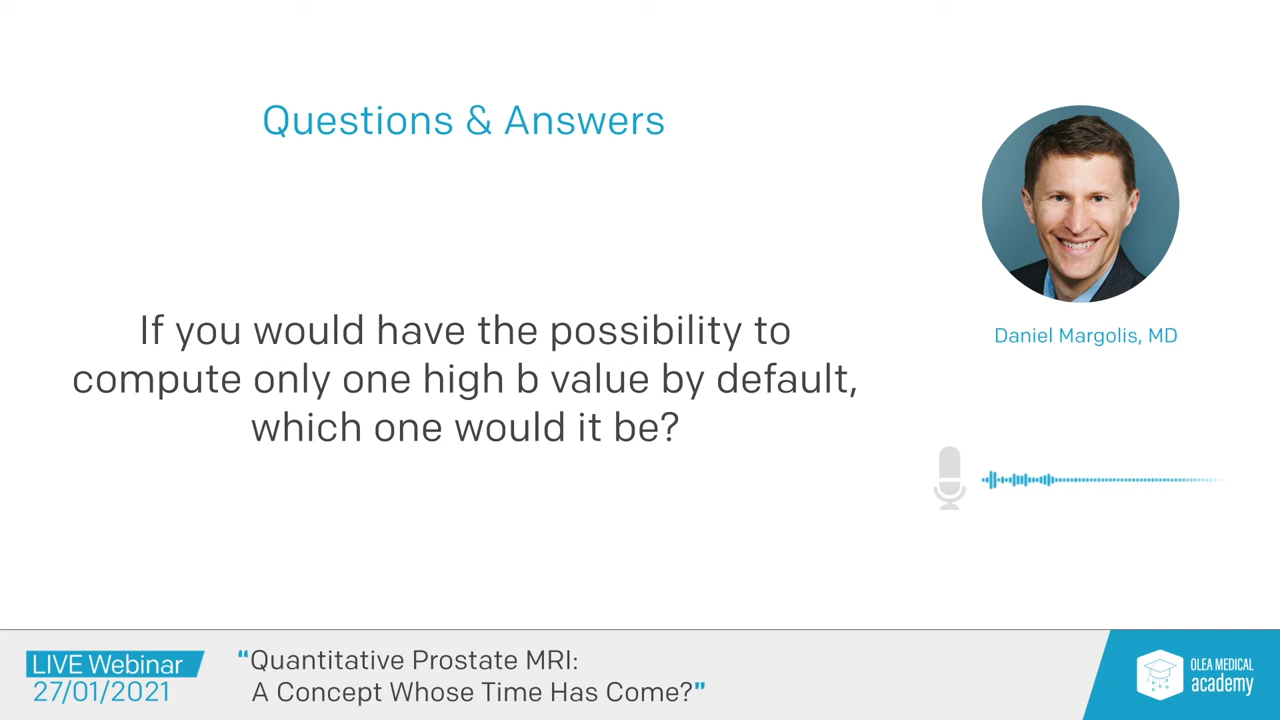 Questions & Answers
If you would have the possibility to
compute only one high b value by default,
which one would it be?
Daniel Margolis, MD
LIVE Webinar
27/01/2021
“Quantitative Prostate MRI:
A Concept Whose Time Has Come?”
OLEA MEDICAL
academy